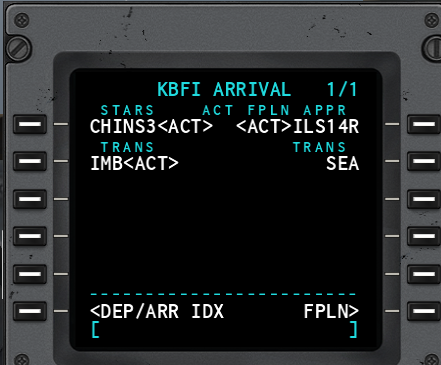 KBFI ARRIVAL 1/1
STARS ACT FPLN APPR
CHINS3<ACT> <ACT>ILS14R
TRANS TRANS
IMB<ACT> SEA
------------------------
<DEP/ARR IDX FPLN>
[ ]